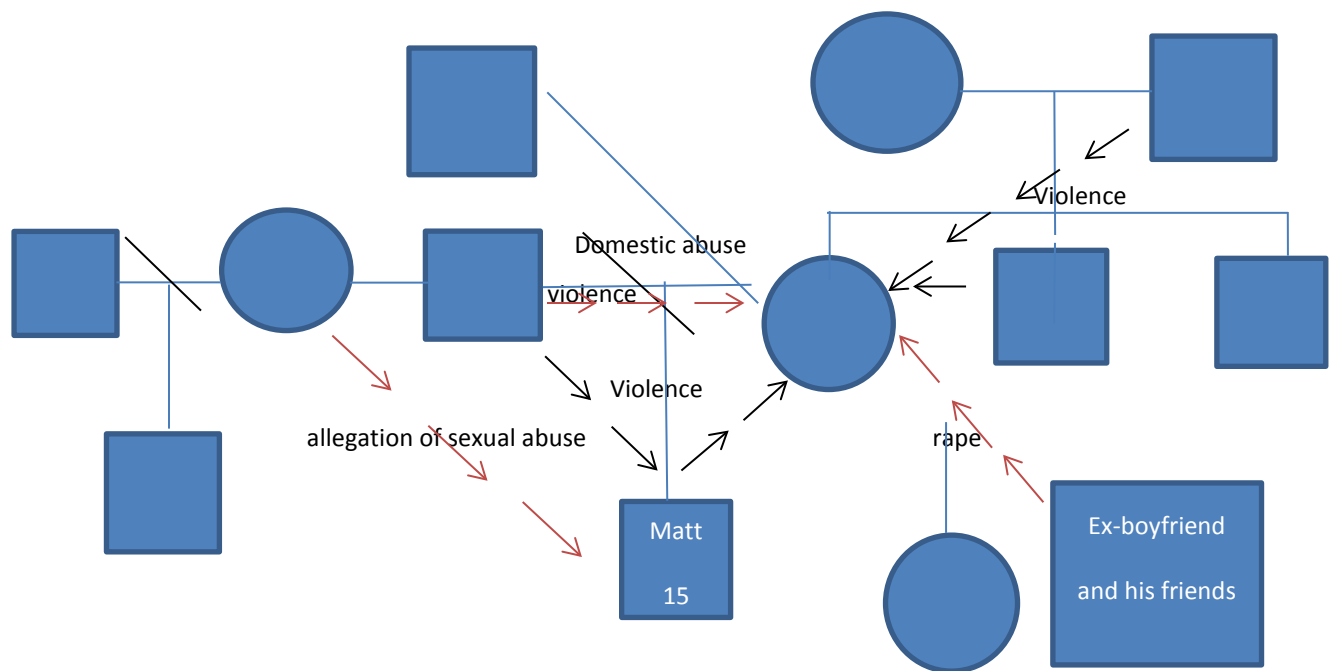 Violence
Domestic abuse
violence
Violence
allegation of sexual abuse
rape
Matt
15
Ex-boyfriend
and his friends